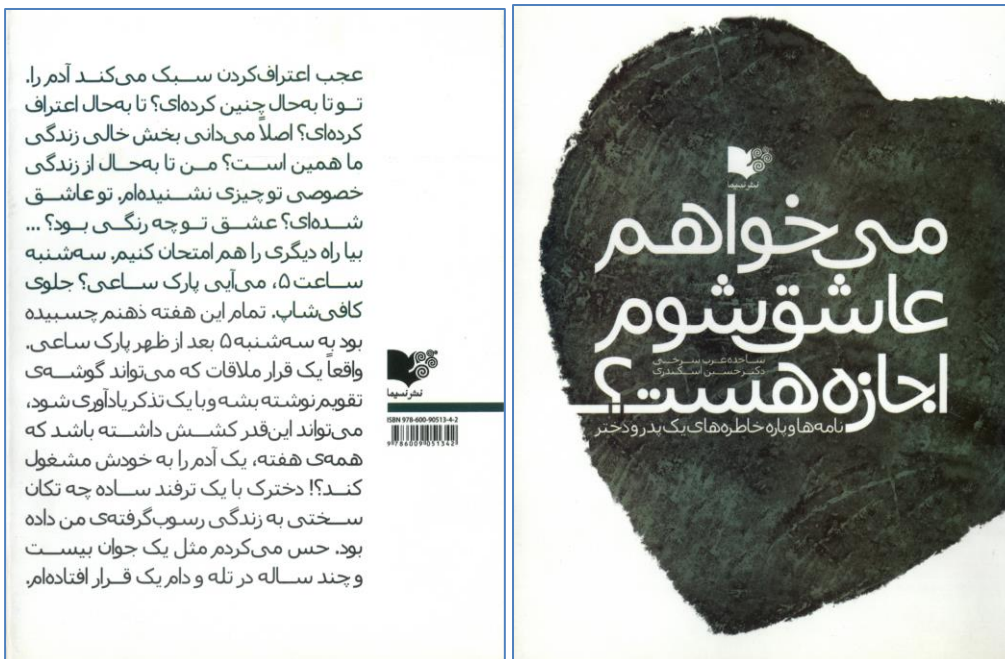 نشر نسیما
می‌خواهم
عاشق‌شوم
ساجده عرب سرخی
دکتر حسین اسکندری
اجازه‌هست؟
نامه‌ها و پاره‌ خاطره‌های یک پدر و دختر
عجب اعتراف‌کردن سبک می‌کند آدم را.
تو تا به‌حال چنین کرده‌ای؟ تا به‌حال اعتراف
کرده‌ای؟ اصلاً می‌دانی بخش خالی زندگی
ما همین است؟ من تا به‌حال از زندگی
خصوصی تو چیزی نشنیده‌ام. تو عاشق
شده‌ای؟ عشق تو چه رنگی بود؟ ...
بیا راه دیگری را هم امتحان کنیم. سه‌شنبه
ساعت ۵، می‌آیی پارک ساعی؟ جلوی
کافی‌شاپ. تمام این هفته ذهنم چسبیده
بود به سه‌شنبه ۵ بعد از ظهر پارک ساعی.
واقعاً یک قرار ملاقات که می‌تواند گوشه‌ی
تقویم نوشته بشه و با یک تذکر یادآوری شود،
می‌تواند این‌قدر کشش داشته باشد که
همه‌ی هفته، یک آدم را به خودش مشغول
کند؟! دخترک با یک ترفند ساده چه تکان
سختی به زندگی رسوب‌گرفته‌ی من داده
بود. حس می‌کردم مثل یک جوان بیست
و چند ساله در تله و دام یک قرار افتاده‌ام.
نشر نسیما
ISBN 978-600-90513-4-2
9786009051342